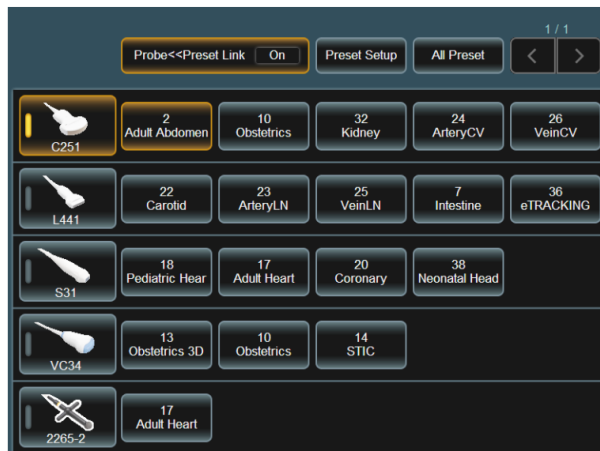 1 / 1
Probe<<Preset Link On Preset Setup All Preset < >
2 10 32 24 26
Adult Abdomen Obstetrics Kidney ArteryCV VeinCV
C251
22 23 25 7 36
Carotid ArteryLN VeinLN Intestine eTRACKING
L441
18 17 20 38
Pediatric Hear Adult Heart Coronary Neonatal Head
S31
13 10 14
Obstetrics 3D Obstetrics STIC
VC34
17
Adult Heart
2265-2